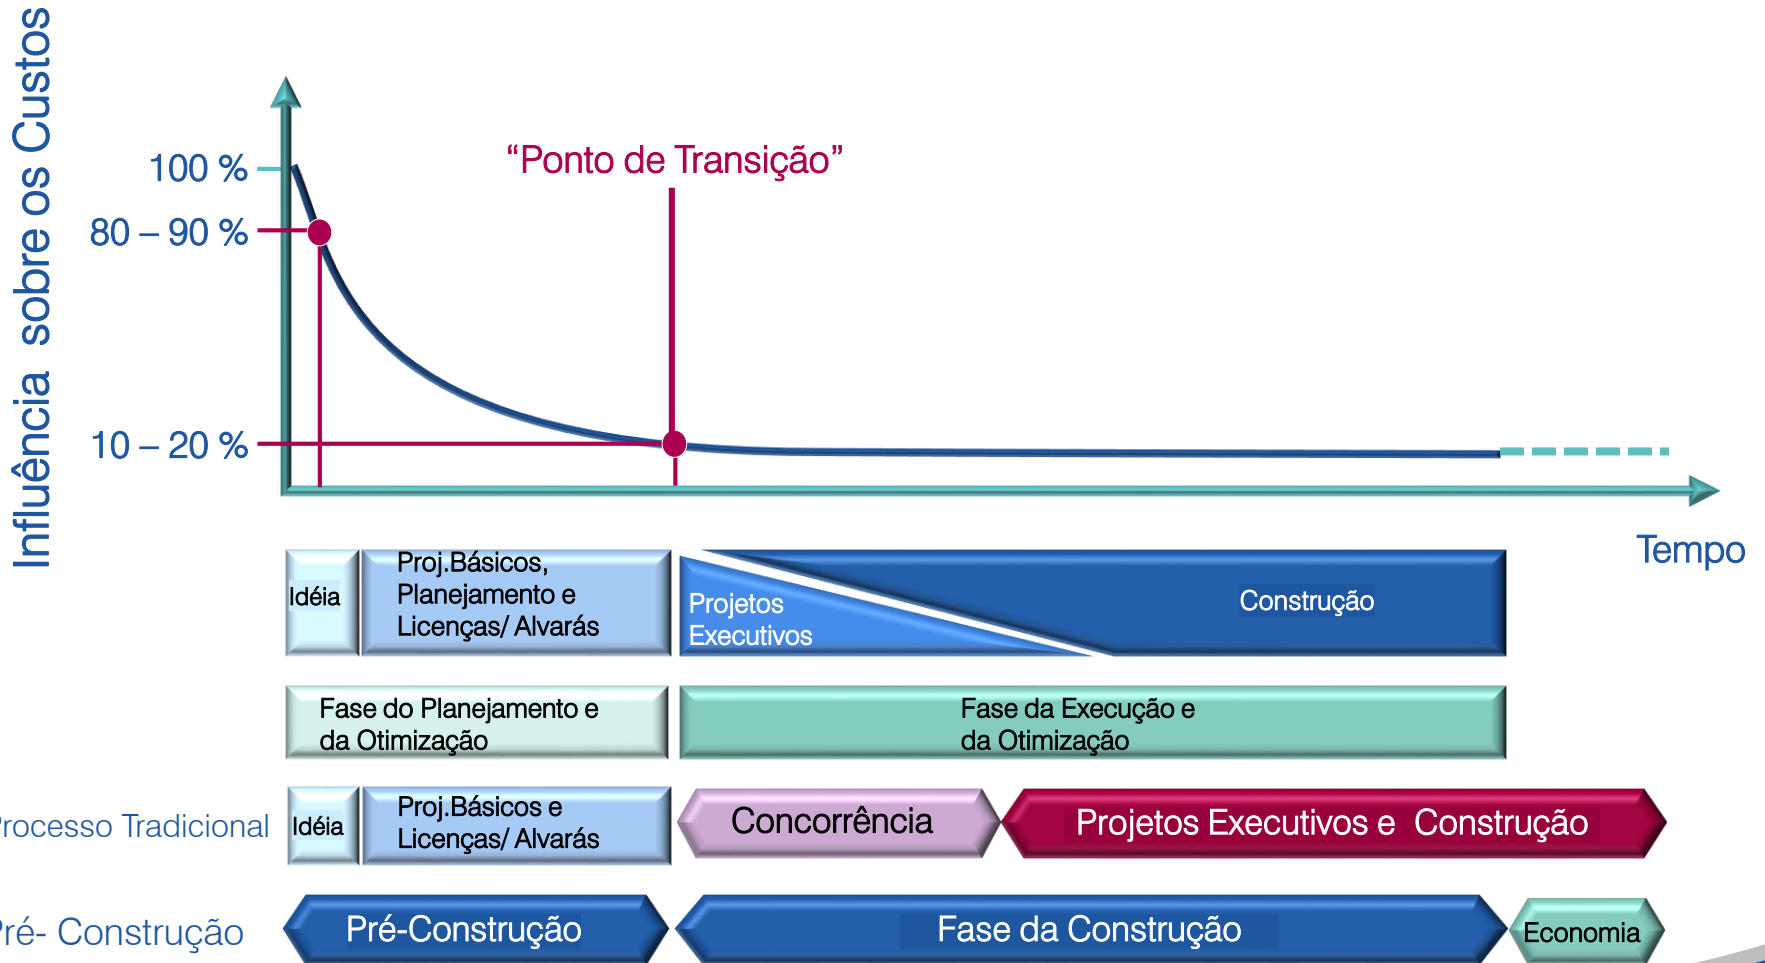 Influência sobre os Custos
“Ponto de Transição”
100 %
80 – 90 %
10 – 20 %
Tempo
Idéia
Proj.Básicos,
Planejamento e
Licenças/ Alvarás
Projetos
Executivos
Construção
Fase do Planejamento e
da Otimização
Fase da Execução e
da Otimização
Processo Tradicional
Idéia
Proj.Básicos e
Licenças/ Alvarás
Concorrência
Projetos Executivos e Construção
Pré- Construção
Pré-Construção
Fase da Construção
Economia